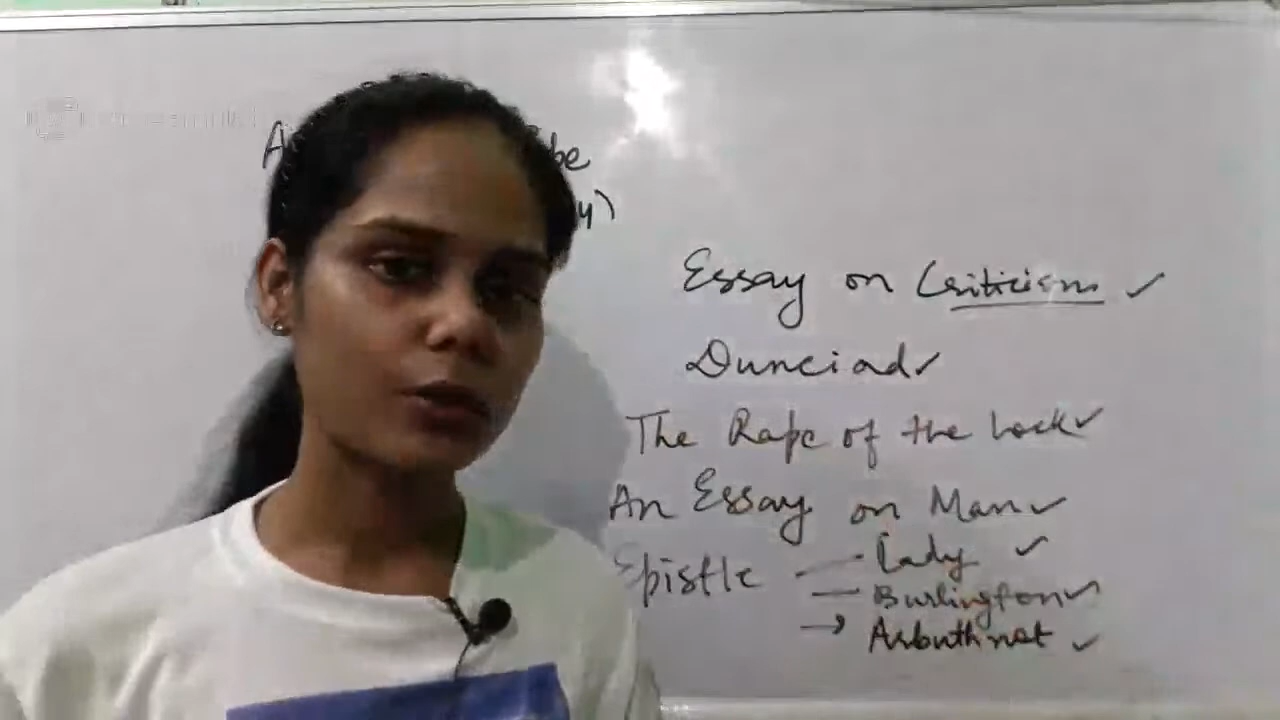 Essay on Criticism ✓
Dunciad ✓
The Rape of the Lock ✓
An Essay on Man ✓
Epistle — Lady ✓
— Burlington ✓
→ Arbuthnot ✓